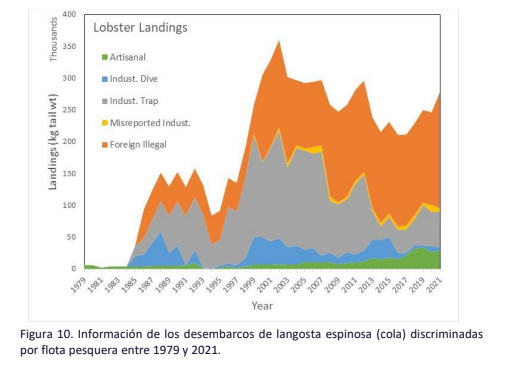 Lobster Landings
Thousands
Landings (kg tail wt)
400
350
300
250
200
150
100
50
0
Artisanal
Indust. Dive
Indust. Trap
Misreported Indust.
Foreign Illegal
1979
1981
1983
1985
1987
1989
1991
1993
1995
1997
1999
2001
2003
2005
2007
2009
2011
2013
2015
2017
2019
2021
Year
Figura 10. Información de los desembarcos de langosta espinosa (cola) discriminadas
por flota pesquera entre 1979 y 2021.